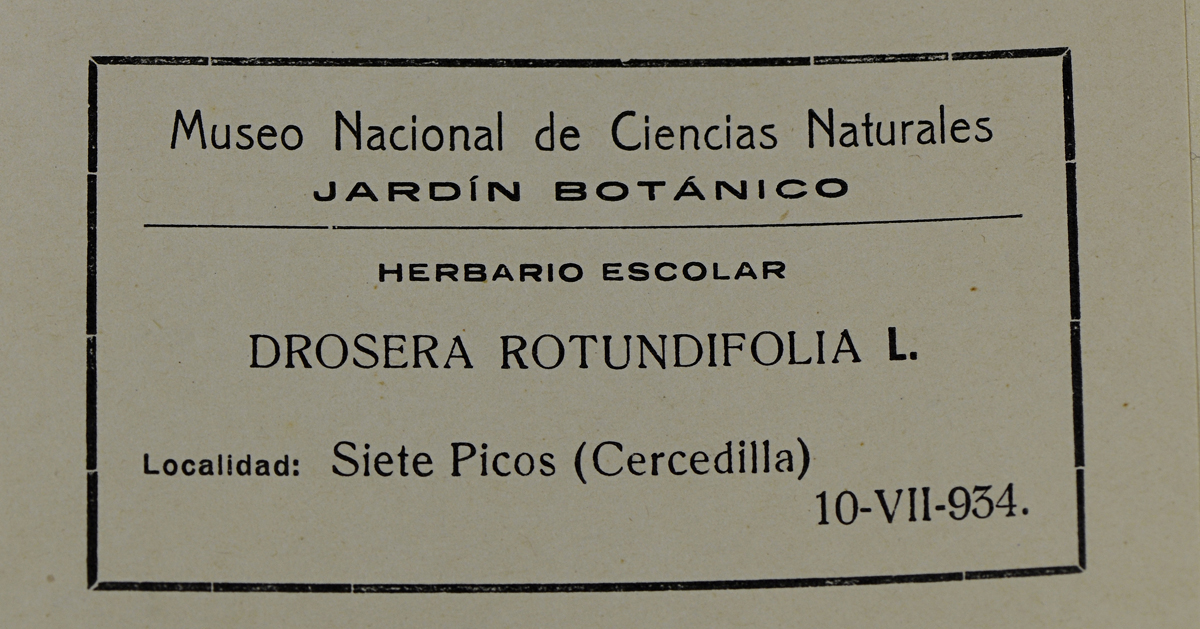 Museo Nacional de Ciencias Naturales
JARDÍN BOTÁNICO
HERBARIO ESCOLAR
DROSERA ROTUNDIFOLIA L.
Localidad: Siete Picos (Cercedilla)
10-VII-934.